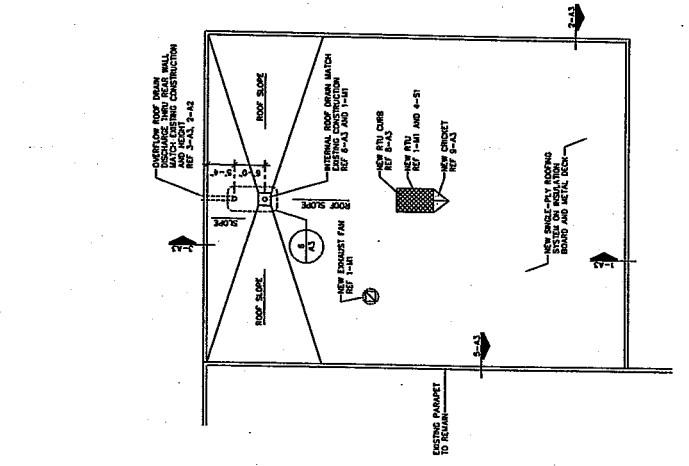 OVERFLOW ROOF DRAIN
DISCHARGE THRU REAR WALL
MATCH EXISTING CONSTRUCTION
AND HEIGHT
REF 3-A3, 2-A2
ROOF SLOPE
INTERNAL ROOF DRAIN MATCH
EXISTING CONSTRUCTION
REF 6-A3 AND 1-M1
ROOF SLOPE
SLOPE
ROOF SLOPE
6
A3
NEW EXHAUST FAN
REF 1-M1
NEW RTU CURB
REF 8-A3
NEW RTU
REF 1-M1 AND 4-S1
NEW CRICKET
REF 9-A3
NEW SINGLE-PLY ROOFING
SYSTEM ON INSULATION
BOARD AND METAL DECK
2-A3
1-A3
5-A3
EXISTING PARAPET
TO REMAIN